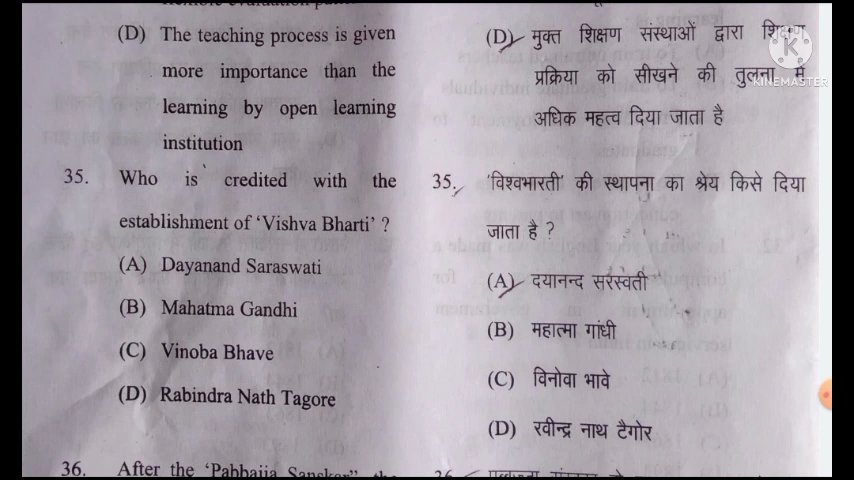 (D) The teaching process is given
more importance than the
learning by open learning
institution
35. Who is credited with the
establishment of 'Vishva Bharti' ?
(A) Dayanand Saraswati
(B) Mahatma Gandhi
(C) Vinoba Bhave
(D) Rabindra Nath Tagore
36. After the 'Pabbajja Sanskar" the
(D) मुक्त शिक्षण संस्थाओं द्वारा शिक्षण
प्रक्रिया को सीखने की तुलना में
अधिक महत्व दिया जाता है
35. 'विश्वभारती' की स्थापना का श्रेय किसे दिया
जाता है ?
(A) दयानन्द सरस्वती
(B) महात्मा गांधी
(C) विनोवा भावे
(D) रवीन्द्र नाथ टैगोर
KINEMASTER